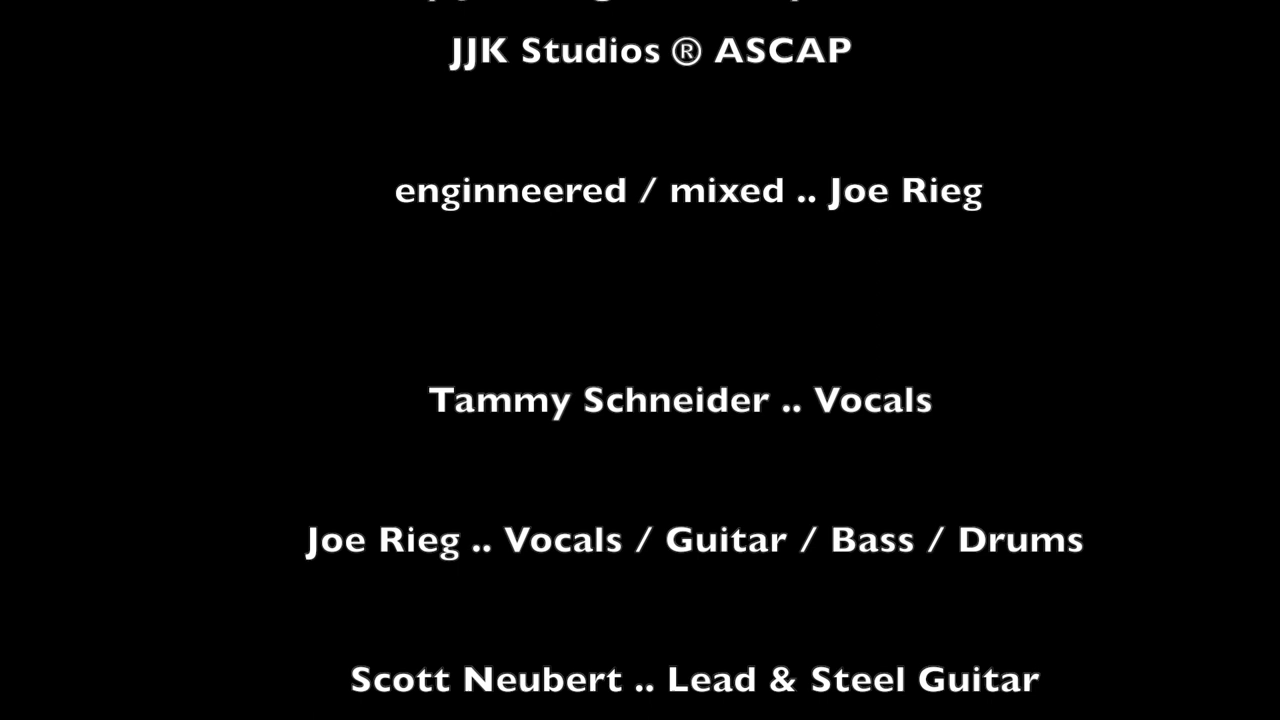 JJK Studios ® ASCAP
enginneered / mixed .. Joe Rieg
Tammy Schneider .. Vocals
Joe Rieg .. Vocals / Guitar / Bass / Drums
Scott Neubert .. Lead & Steel Guitar